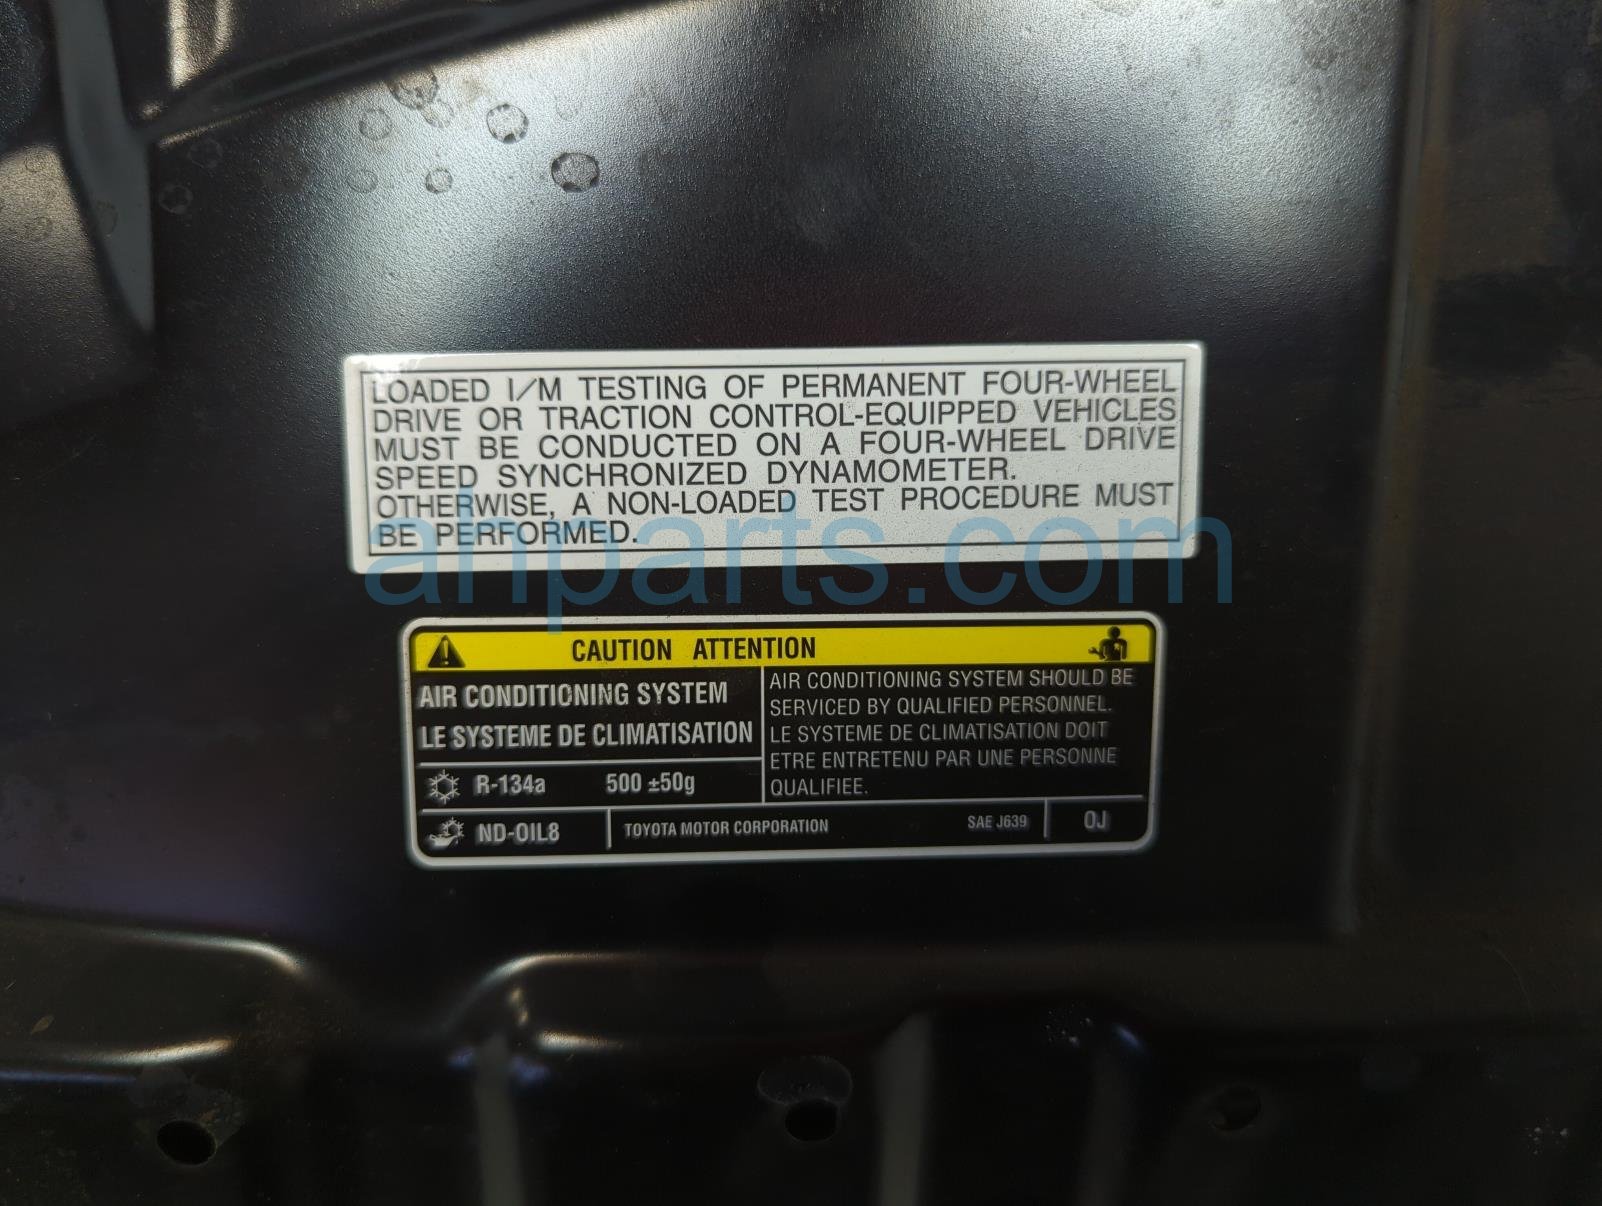 LOADED I/M TESTING OF PERMANENT FOUR-WHEEL
DRIVE OR TRACTION CONTROL-EQUIPPED VEHICLES
MUST BE CONDUCTED ON A FOUR-WHEEL DRIVE
SPEED SYNCHRONIZED DYNAMOMETER.
OTHERWISE, A NON-LOADED TEST PROCEDURE MUST
BE PERFORMED.
ahparts.com
CAUTION ATTENTION
AIR CONDITIONING SYSTEM
LE SYSTEME DE CLIMATISATION
AIR CONDITIONING SYSTEM SHOULD BE
SERVICED BY QUALIFIED PERSONNEL.
LE SYSTEME DE CLIMATISATION DOIT
ETRE ENTRETENU PAR UNE PERSONNE
QUALIFIEE.
R-134a 500 ±50g
ND-OIL8 TOYOTA MOTOR CORPORATION SAE J639 0J